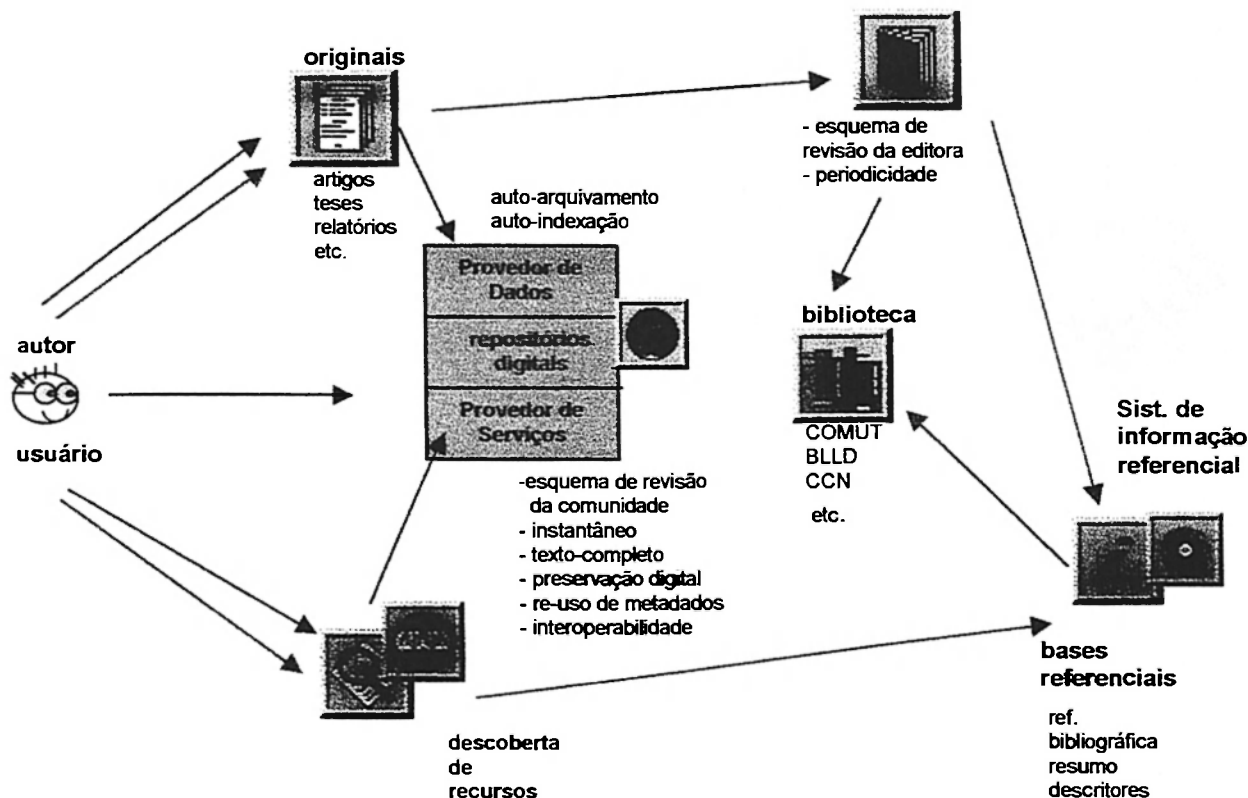 originais
artigos
teses
relatórios
etc.
- esquema de
revisão da editora
- periodicidade
auto-arquivamento
auto-indexação
Provedor de
Dados
repositórios
digitais
Provedor de
Serviços
autor
usuário
biblioteca
COMUT
BLLD
CCN
etc.
Sist. de
informação
referencial
-esquema de revisão
da comunidade
- instantâneo
- texto-completo
- preservação digital
- re-uso de metadados
- interoperabilidade
bases
referenciais
ref.
bibliográfica
resumo
descritores
descoberta
de
recursos